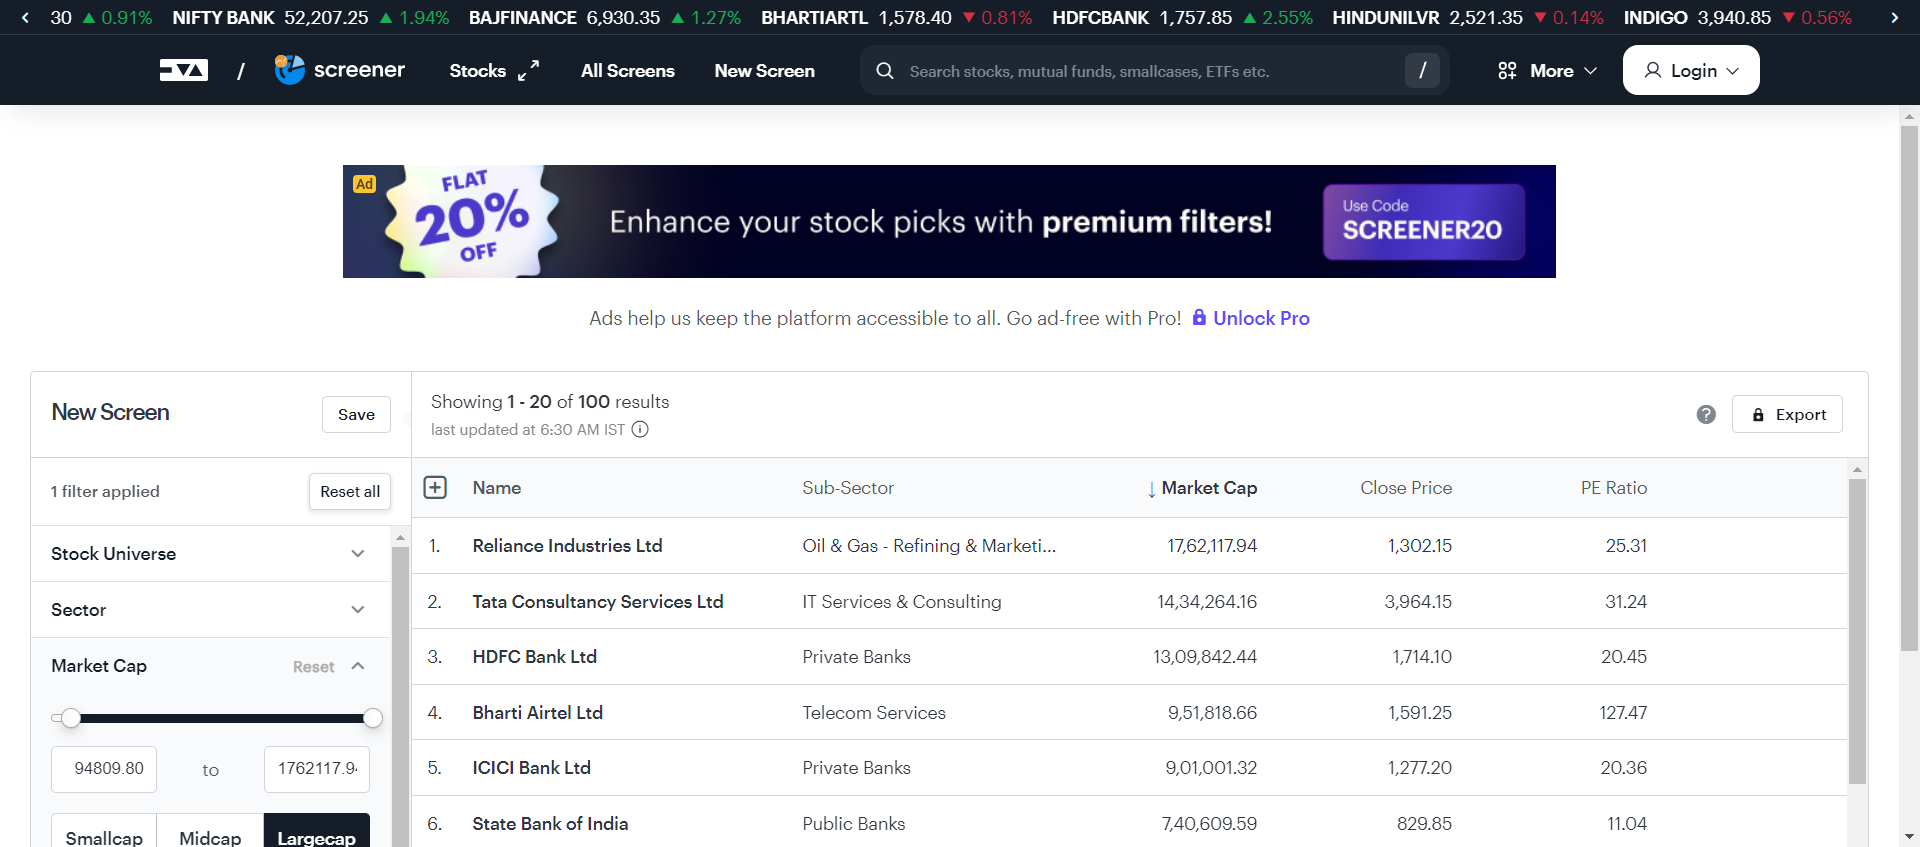 30 ▲ 0.91% NIFTY BANK 52,207.25 ▲ 1.94% BAJFINANCE 6,930.35 ▲ 1.27% BHARTIARTL 1,578.40 ▼ 0.81% HDFCBANK 1,757.85 ▲ 2.55% HINDUNILVR 2,521.35 ▼ 0.14% INDIGO 3,940.85 ▼ 0.56%
/ screener Stocks All Screens New Screen Search stocks, mutual funds, smallcases, ETFs etc. / More Login
Ad
FLAT
20%
OFF
Enhance your stock picks with premium filters!
Use Code
SCREENER20
Ads help us keep the platform accessible to all. Go ad-free with Pro! Unlock Pro
New Screen Save
Showing 1 - 20 of 100 results
last updated at 6:30 AM IST
? Export
1 filter applied Reset all
Stock Universe
Sector
Market Cap Reset
94809.80 to 1762117.94
Smallcap Midcap Largecap
Name Sub-Sector ↓ Market Cap Close Price PE Ratio
1. Reliance Industries Ltd Oil & Gas - Refining & Marketi... 17,62,117.94 1,302.15 25.31
2. Tata Consultancy Services Ltd IT Services & Consulting 14,34,264.16 3,964.15 31.24
3. HDFC Bank Ltd Private Banks 13,09,842.44 1,714.10 20.45
4. Bharti Airtel Ltd Telecom Services 9,51,818.66 1,591.25 127.47
5. ICICI Bank Ltd Private Banks 9,01,001.32 1,277.20 20.36
6. State Bank of India Public Banks 7,40,609.59 829.85 11.04